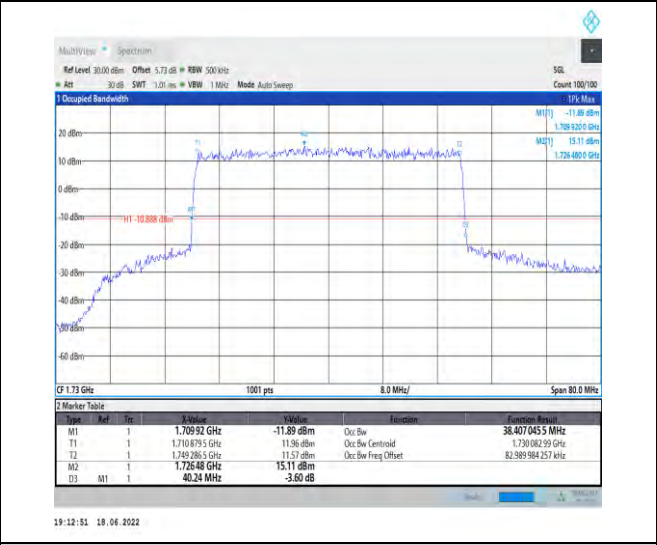 MultiView Spectrum
Ref Level 30.00 dBm Offset 5.73 dB RBW 500 kHz SGL
Att 30 dB SWT 1.01 ms VBW 1 MHz Mode Auto Sweep Count 100/100
1 Occupied Bandwidth 1Pk Max
M1[1] -11.89 dBm
1.709 920 0 GHz
M2[1] 15.11 dBm
1.726 480 0 GHz
20 dBm
10 dBm
0 dBm
-10 dBm
H1 -10.888 dBm
-20 dBm
-30 dBm
-40 dBm
-50 dBm
-60 dBm
T1
M2
T2
M1
D3
CF 1.73 GHz 1001 pts 8.0 MHz/ Span 80.0 MHz
2 Marker Table
Type Ref Trc X-Value Y-Value Function Function Result
M1 1 1.709 92 GHz -11.89 dBm Occ Bw 38.407 045 5 MHz
T1 1 1.710 879 5 GHz 11.96 dBm Occ Bw Centroid 1.730 082 99 GHz
T2 1 1.749 286 5 GHz 11.57 dBm Occ Bw Freq Offset 82.989 984 257 kHz
M2 1 1.726 48 GHz 15.11 dBm
D3 M1 1 40.24 MHz -3.60 dB
19:12:51 18.06.2022